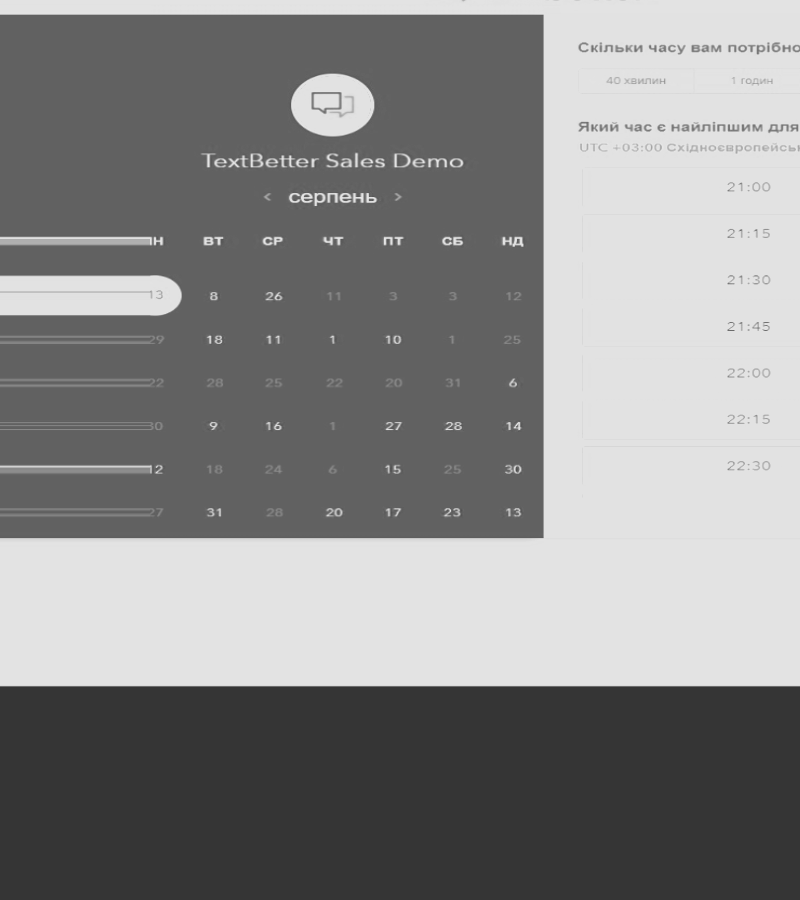 TextBetter Sales Demo
< серпень >
ВТ СР ЧТ ПТ СБ НД
13 8 26 11 3 3 12
29 18 11 1 10 1 25
22 28 25 22 20 31 6
30 9 16 1 27 28 14
12 18 24 6 15 25 30
27 31 28 20 17 23 13
Скільки часу вам потрібно
40 хвилин 1 годин
Який час є найліпшим для
UTC +03:00
21:00
21:15
21:30
21:45
22:00
22:15
22:30